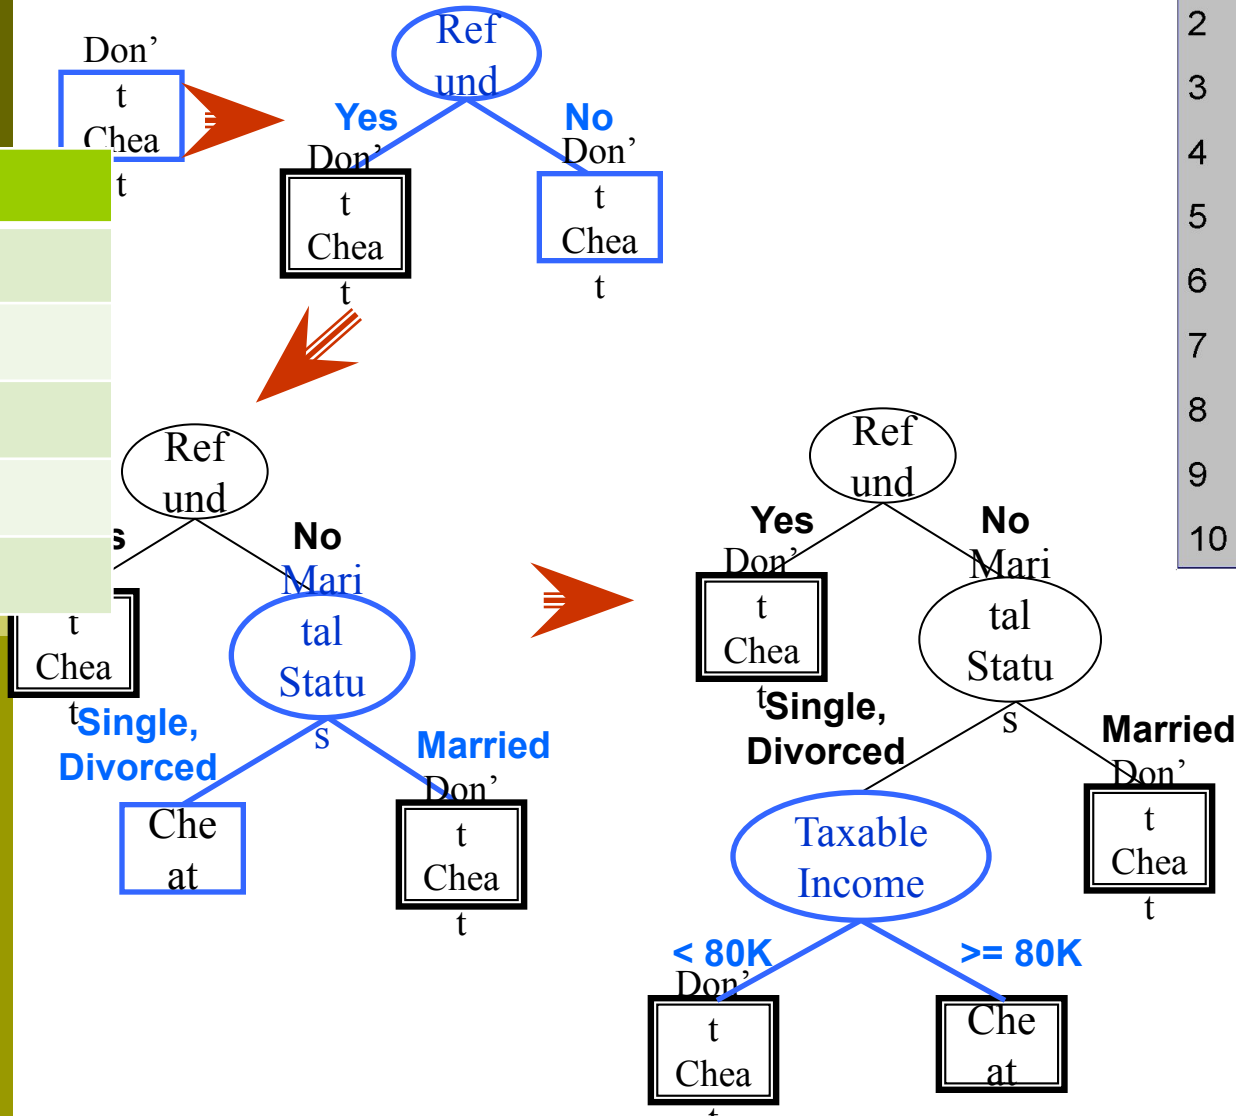 Don’
t
Chea
t
Ref
und
Yes
No
Don’
t
Chea
t
Don’
t
Chea
t
Ref
und
s
No
t
Chea
t
Mari
tal
Statu
s
Single,
Divorced
Married
Che
at
Don’
t
Chea
t
Ref
und
Yes
No
Don’
t
Chea
t
Mari
tal
Statu
s
Single,
Divorced
Married
Taxable
Income
Don’
t
Chea
t
< 80K
>= 80K
Don’
t
Chea
t
Che
at
2
3
4
5
6
7
8
9
10